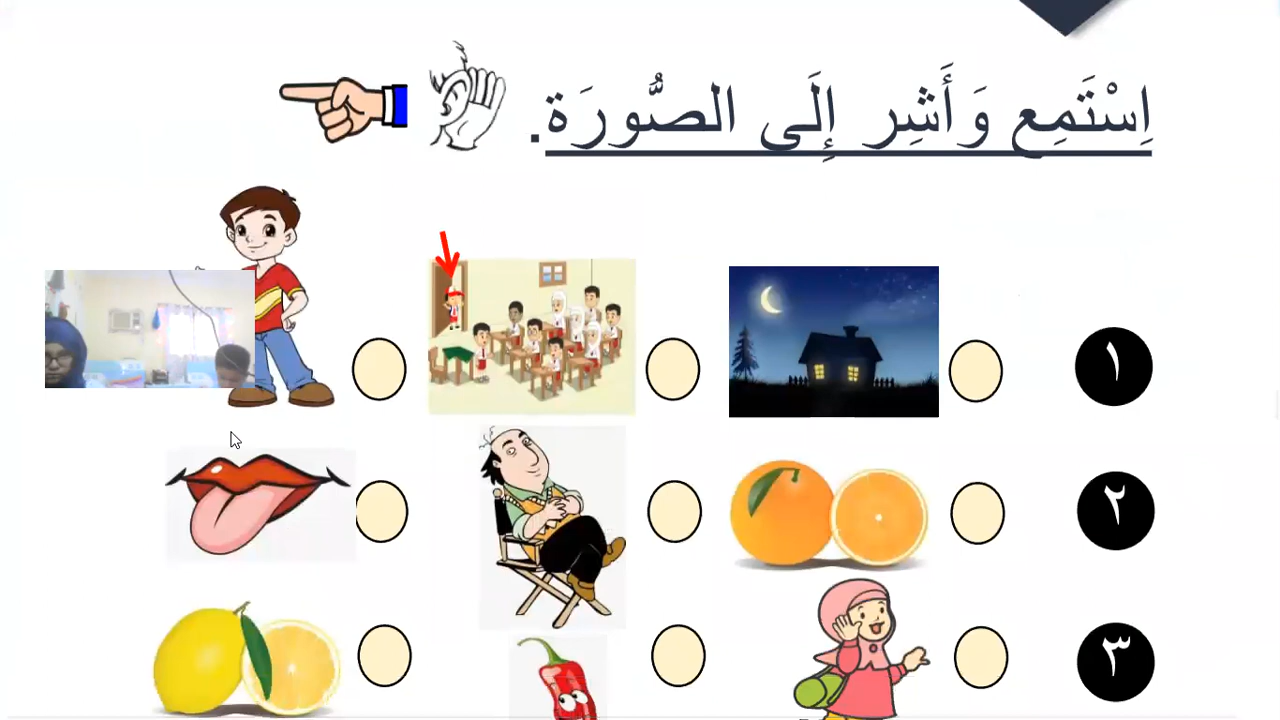 اِسْتَمِع وَأَشِر إِلَى الصُّورَة.
١
٢
٣